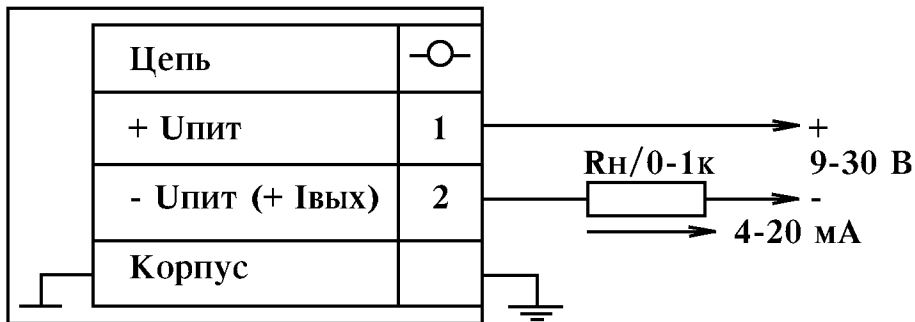 Цепь
+ Uпит 1 +
9-30 В
Rн/0-1к
- Uпит (+ Iвых) 2 -
4-20 мА
Корпус